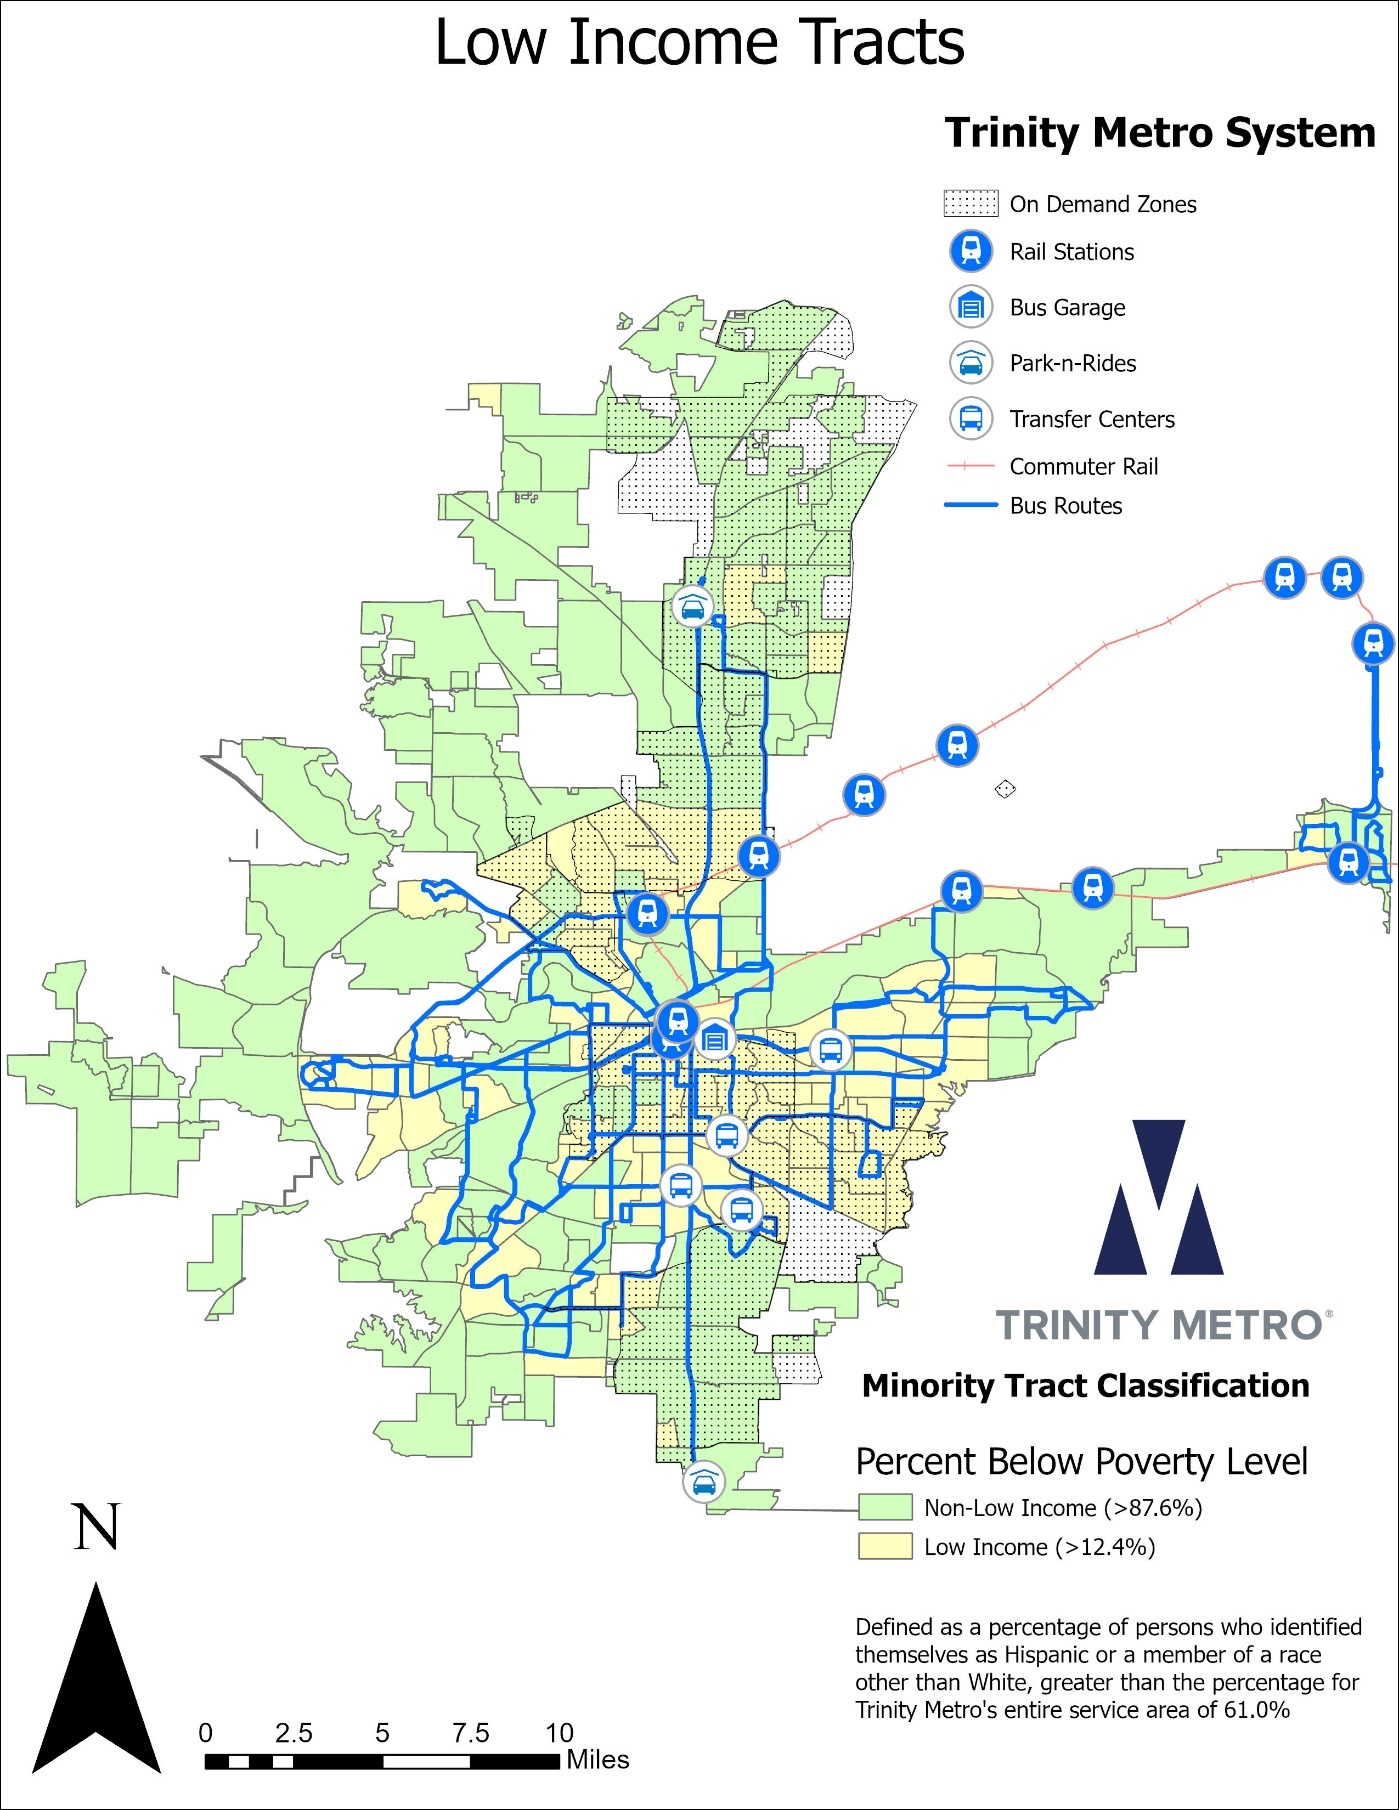 Low Income Tracts
Trinity Metro System
On Demand Zones
Rail Stations
Bus Garage
Park-n-Rides
Transfer Centers
Commuter Rail
Bus Routes
TRINITY METRO®
Minority Tract Classification
Percent Below Poverty Level
Non-Low Income (>87.6%)
Low Income (>12.4%)
Defined as a percentage of persons who identified
themselves as Hispanic or a member of a race
other than White, greater than the percentage for
Trinity Metro's entire service area of 61.0%
N
0 2.5 5 7.5 10
Miles